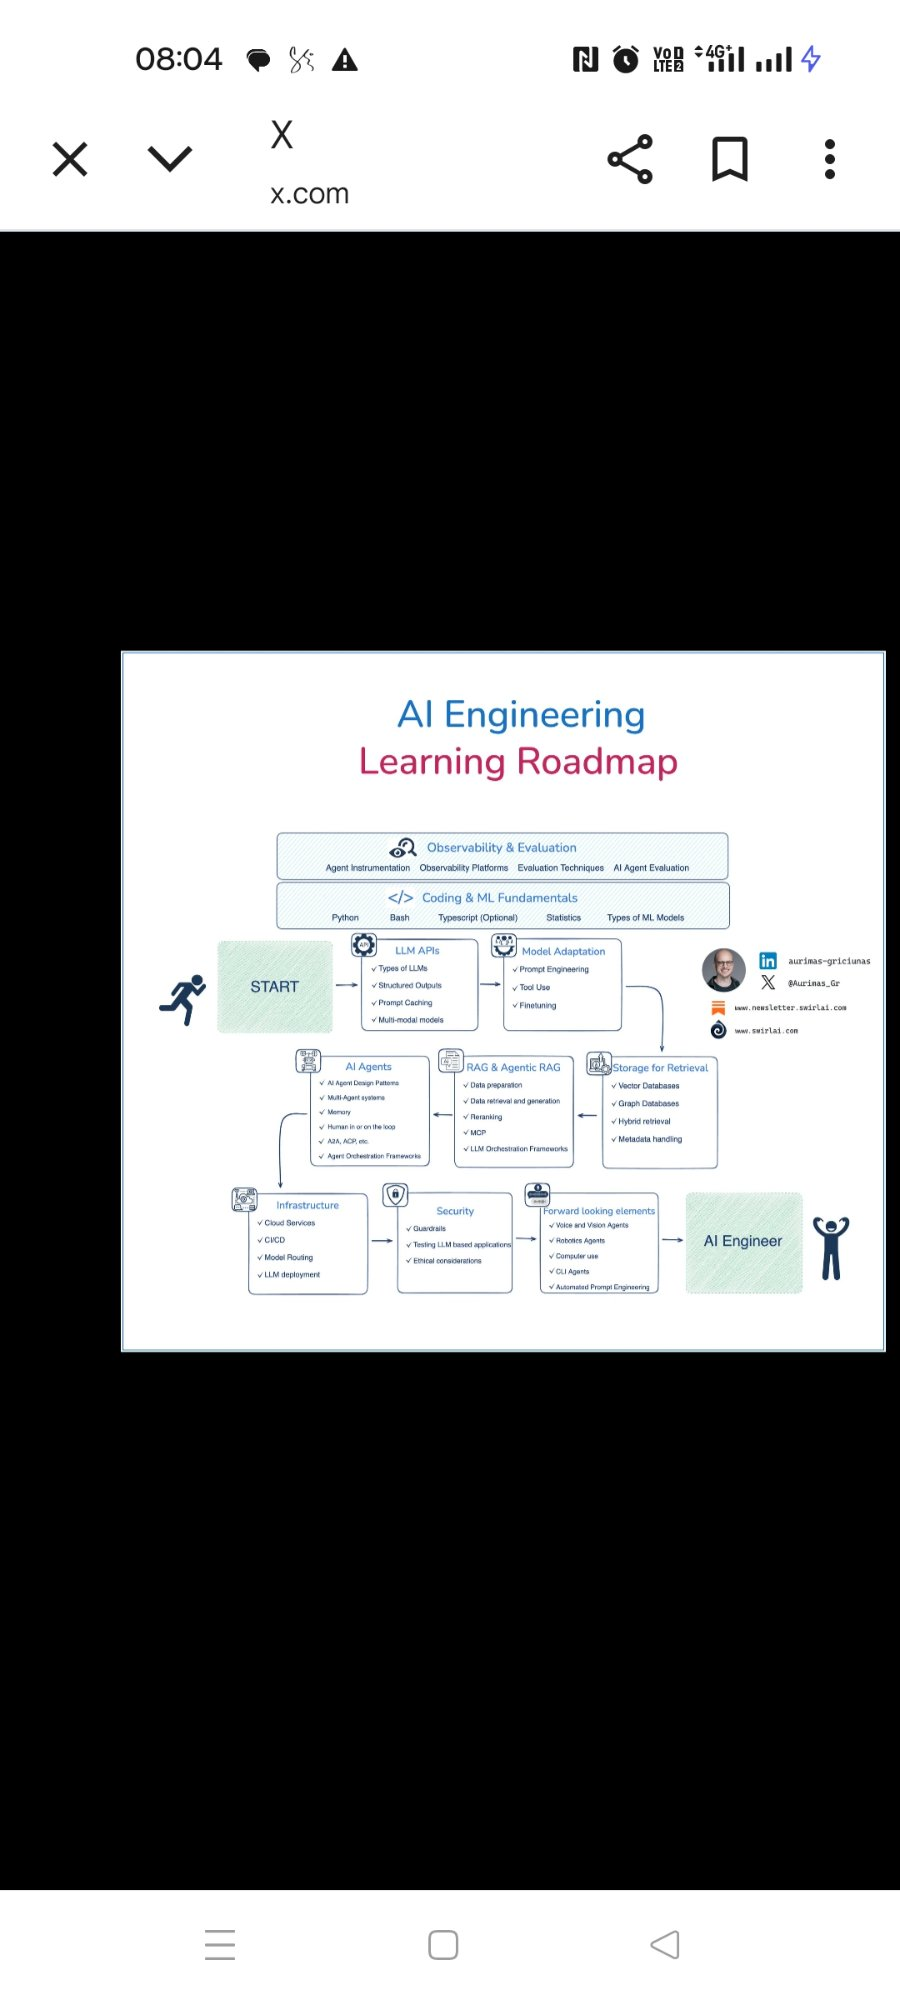 08:04
VoD
LTE2
4G+
X
x.com
AI Engineering
Learning Roadmap
Observability & Evaluation
Agent Instrumentation Observability Platforms Evaluation Techniques AI Agent Evaluation
</> Coding & ML Fundamentals
Python Bash Typescript (Optional) Statistics Types of ML Models
START
API
LLM APIs
✓ Types of LLMs
✓ Structured Outputs
✓ Prompt Caching
✓ Multi-modal models
Model Adaptation
✓ Prompt Engineering
✓ Tool Use
✓ Finetuning
in aurimas-griciunas
X @Aurimas_Gr
www.newsletter.swirlai.com
www.swirlai.com
Storage for Retrieval
✓ Vector Databases
✓ Graph Databases
✓ Hybrid retrieval
✓ Metadata handling
RAG & Agentic RAG
✓ Data preparation
✓ Data retrieval and generation
✓ Reranking
✓ MCP
✓ LLM Orchestration Frameworks
AI Agents
✓ AI Agent Design Patterns
✓ Multi-Agent systems
✓ Memory
✓ Human in or on the loop
✓ A2A, ACP, etc.
✓ Agent Orchestration Frameworks
Infrastructure
✓ Cloud Services
✓ CI/CD
✓ Model Routing
✓ LLM deployment
Security
✓ Guardrails
✓ Testing LLM based applications
✓ Ethical considerations
Forward looking elements
✓ Voice and Vision Agents
✓ Robotics Agents
✓ Computer use
✓ CLI Agents
✓ Automated Prompt Engineering
AI Engineer